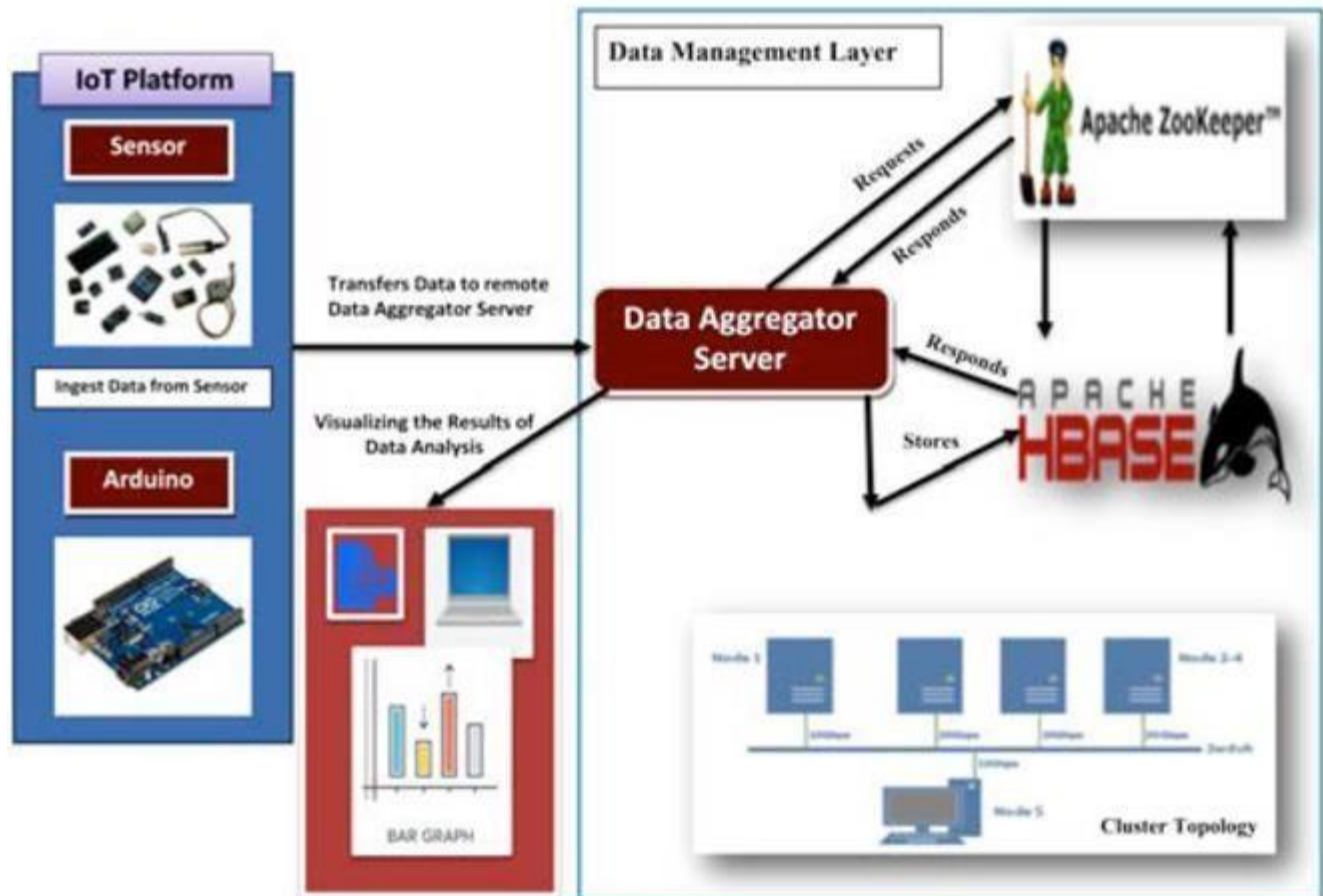 IoT Platform
Sensor
Ingest Data from Sensor
Arduino
Transfers Data to remote
Data Aggregator Server
Visualizing the Results of
Data Analysis
BAR GRAPH
Data Management Layer
Apache ZooKeeper™
Requests
Responds
Data Aggregator
Server
Responds
APACHE
HBASE
Stores
Node 1
Node 2-4
Switch
Node 5
Cluster Topology